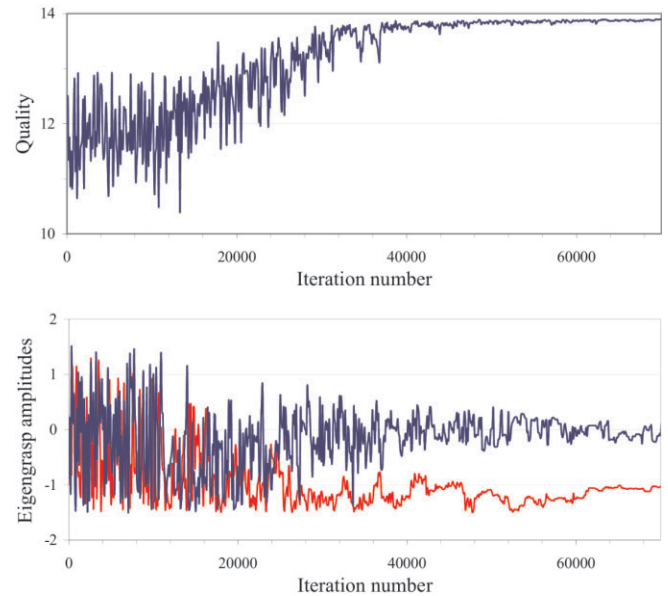 14
12
10
Quality
0 20000 40000 60000
Iteration number
2
1
0
-1
-2
Eigengrasp amplitudes
0 20000 40000 60000
Iteration number